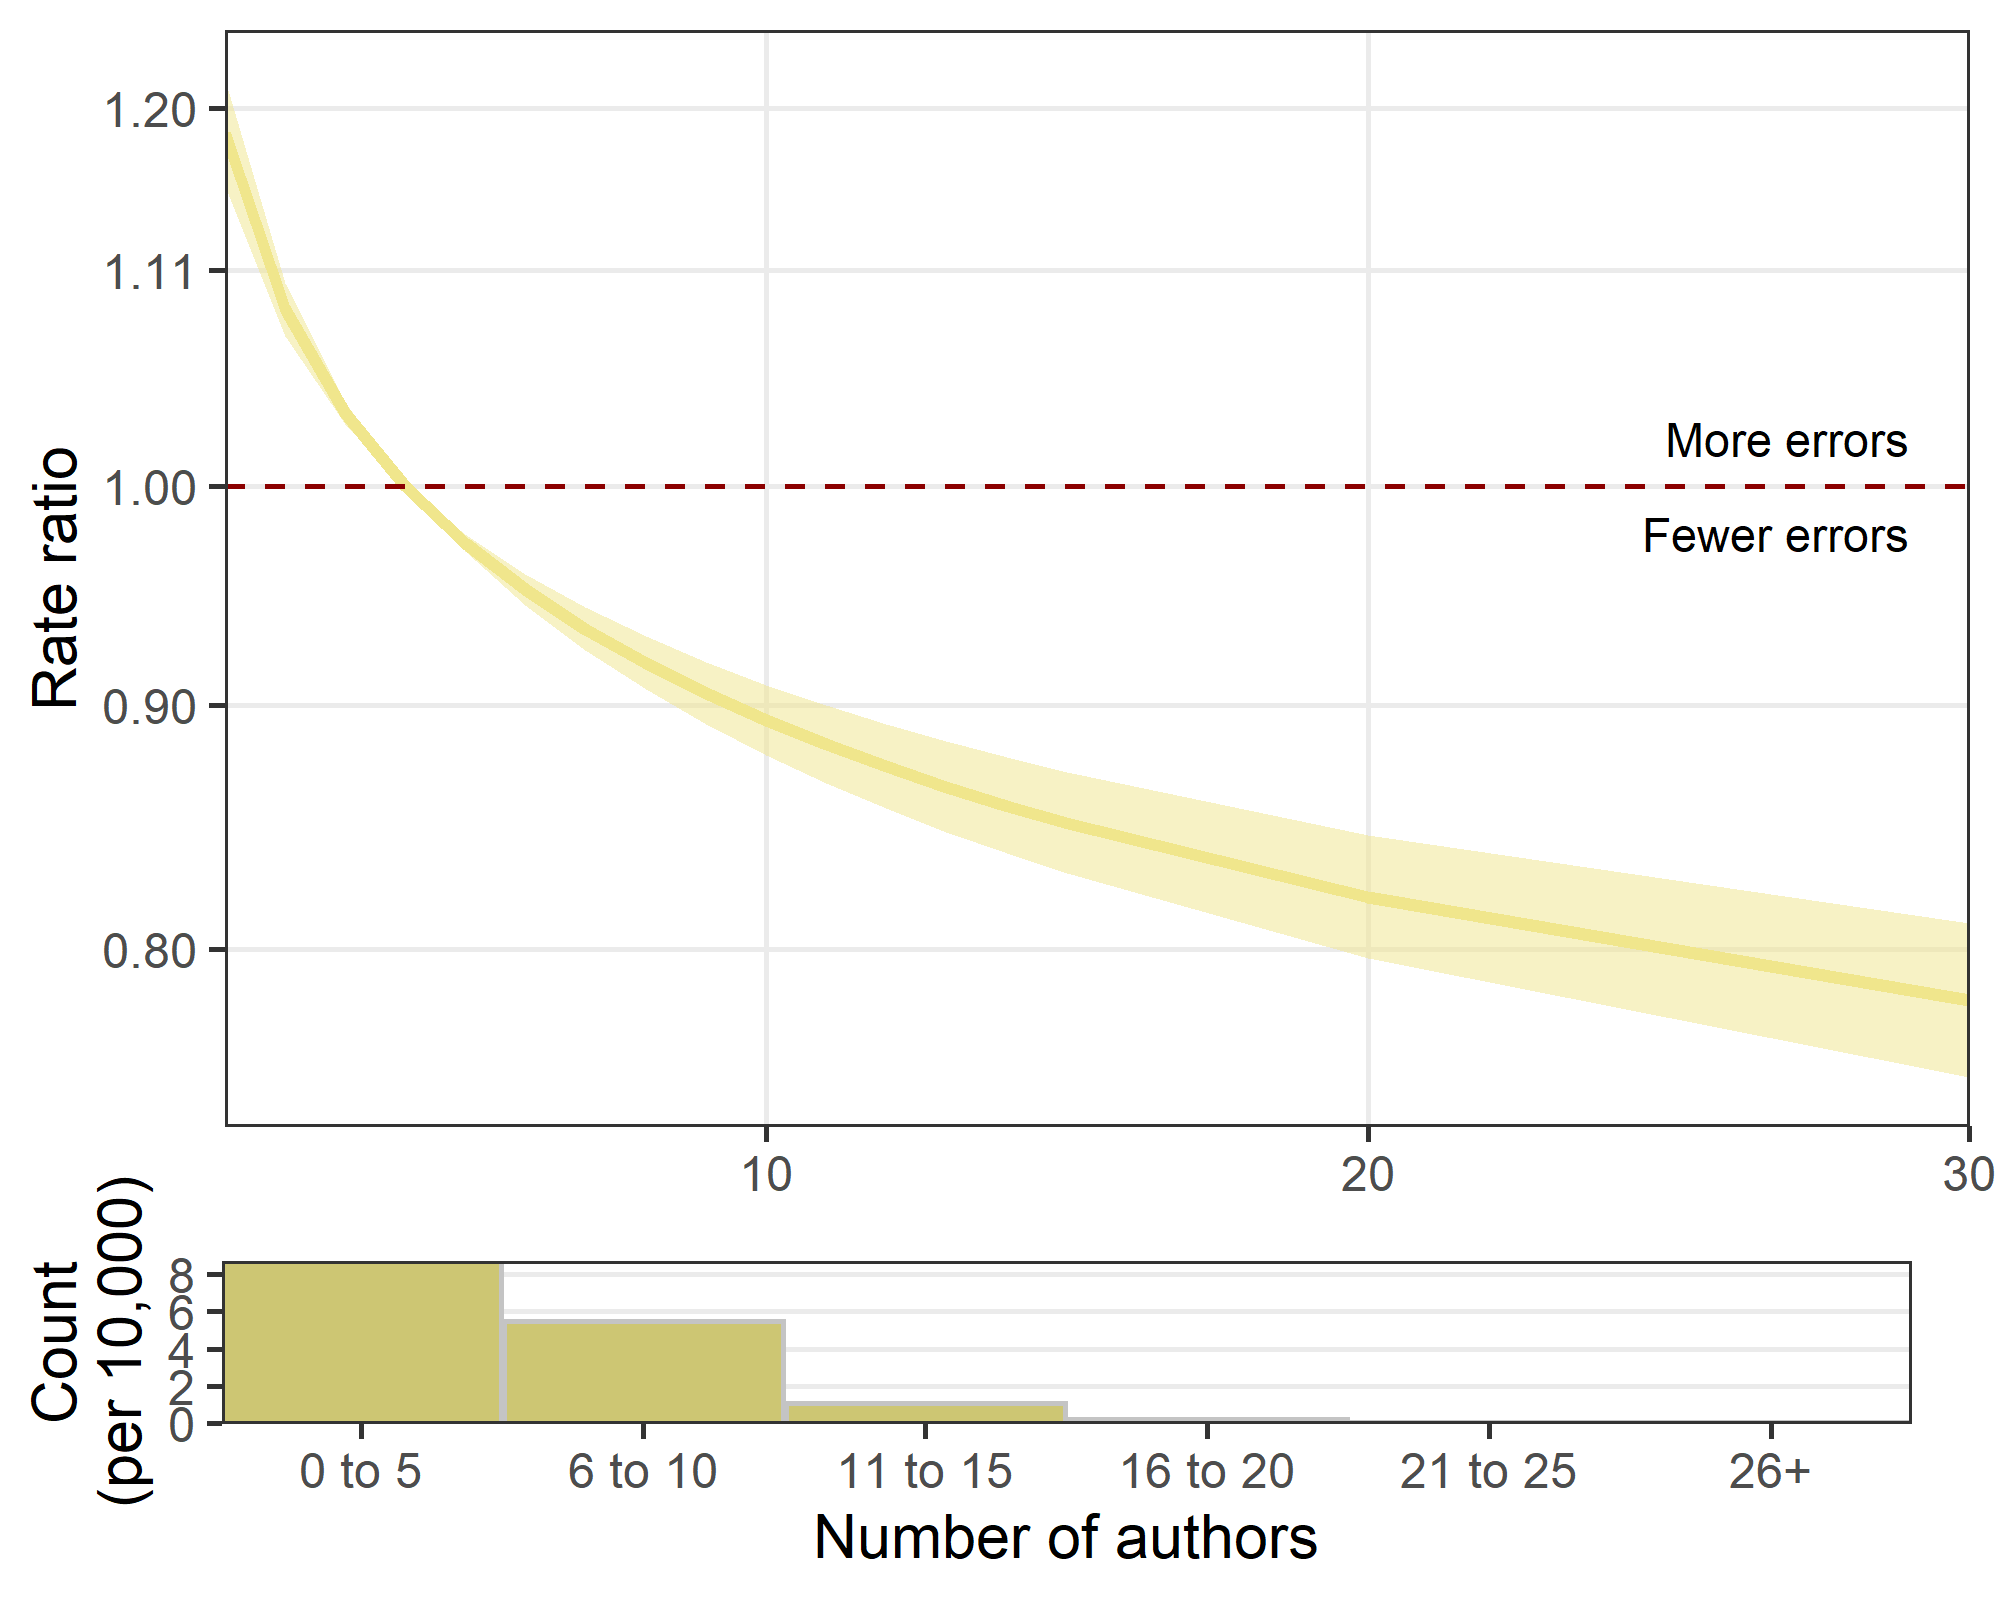 1.20
1.11
1.00
0.90
0.80
Rate ratio
More errors
Fewer errors
10
20
30
Count
(per 10,000)
8
6
4
2
0
0 to 5
6 to 10
11 to 15
16 to 20
21 to 25
26+
Number of authors